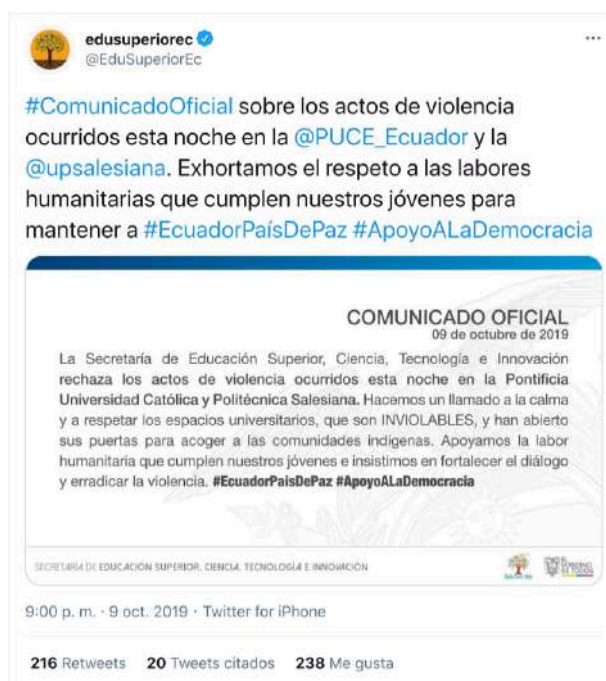 edusuperiorec
@EduSuperiorEc
#ComunicadoOficial sobre los actos de violencia
ocurridos esta noche en la @PUCE_Ecuador y la
@upsalesiana. Exhortamos el respeto a las labores
humanitarias que cumplen nuestros jóvenes para
mantener a #EcuadorPaísDePaz #ApoyoALaDemocracia
COMUNICADO OFICIAL
09 de octubre de 2019
La Secretaría de Educación Superior, Ciencia, Tecnología e Innovación
rechaza los actos de violencia ocurridos esta noche en la Pontificia
Universidad Católica y Politécnica Salesiana. Hacemos un llamado a la calma
y a respetar los espacios universitarios, que son INVIOLABLES, y han abierto
sus puertas para acoger a las comunidades indígenas. Apoyamos la labor
humanitaria que cumplen nuestros jóvenes e insistimos en fortalecer el diálogo
y erradicar la violencia. #EcuadorPaisDePaz #ApoyoALaDemocracia
SECRETARÍA DE EDUCACIÓN SUPERIOR, CIENCIA, TECNOLOGÍA E INNOVACIÓN
9:00 p. m. · 9 oct. 2019 · Twitter for iPhone
216 Retweets 20 Tweets citados 238 Me gusta